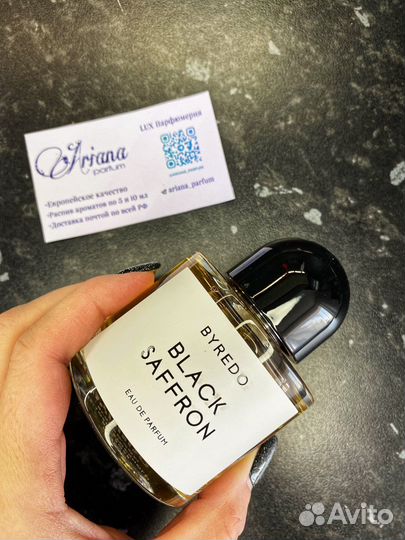 LUX Парфюмерия
Ariana
parfum
@ARIANA_PARFUM
ariana_parfum
•Европейское качество
•Распив ароматов по 5 и 10 мл
•Доставка почтой по всей РФ
BYREDO
BLACK
SAFFRON
EAU DE PARFUM
Avito